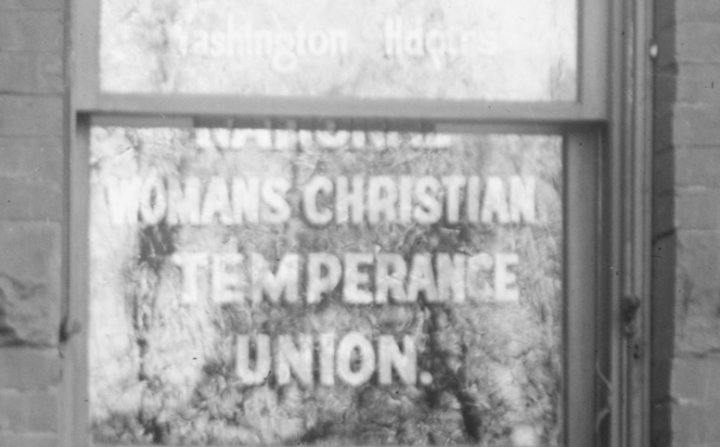 Washington Hdqtrs.
NATIONAL
WOMANS CHRISTIAN
TEMPERANCE
UNION.